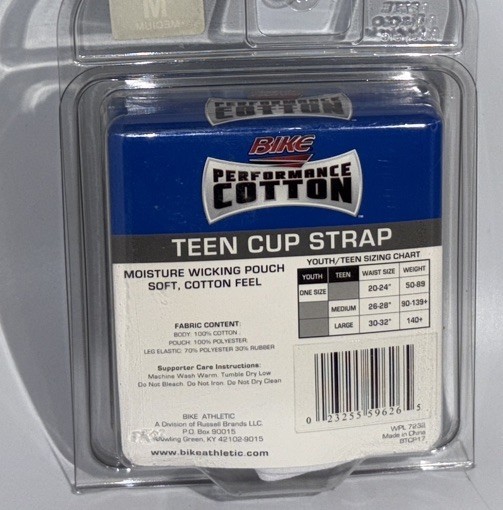 M
MEDIUM
PERFORMANCE
COTTON
BIKE
PERFORMANCE
COTTON
TEEN CUP STRAP
MOISTURE WICKING POUCH
SOFT, COTTON FEEL
FABRIC CONTENT:
BODY: 100% COTTON
POUCH: 100% POLYESTER
LEG ELASTIC: 70% POLYESTER 30% RUBBER
Supporter Care Instructions:
Machine Wash Warm. Tumble Dry Low
Do Not Bleach. Do Not Iron. Do Not Dry Clean
BIKE ATHLETIC
A Division of Russell Brands LLC.
P.O. Box 90015
Bowling Green, KY 42102-9015
www.bikeathletic.com
YOUTH/TEEN SIZING CHART
YOUTH TEEN WAIST SIZE WEIGHT
ONE SIZE 20-24" 50-89
MEDIUM 26-28" 90-139+
LARGE 30-32" 140+
0 23255 59626 5
WPL 7232
Made in China
BTCP17